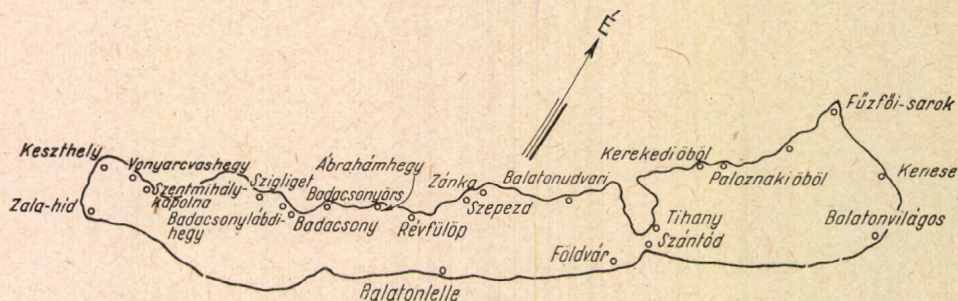 É
Fűzfői-sarok
Keszthely
Vonyarcvashegy
Szentmihály-
kápolna
Szigliget
Ábrahámhegy
Badacsonyörs
Zánka
Szepezd
Balatonudvari
Kerekedi öböl
Paloznaki öböl
Kenese
Zala-híd
Badacsonylábdi-
hegy
Badacsony
Révfülöp
Földvár
Tihany
Szántód
Balatonvilágos
Balatonlelle